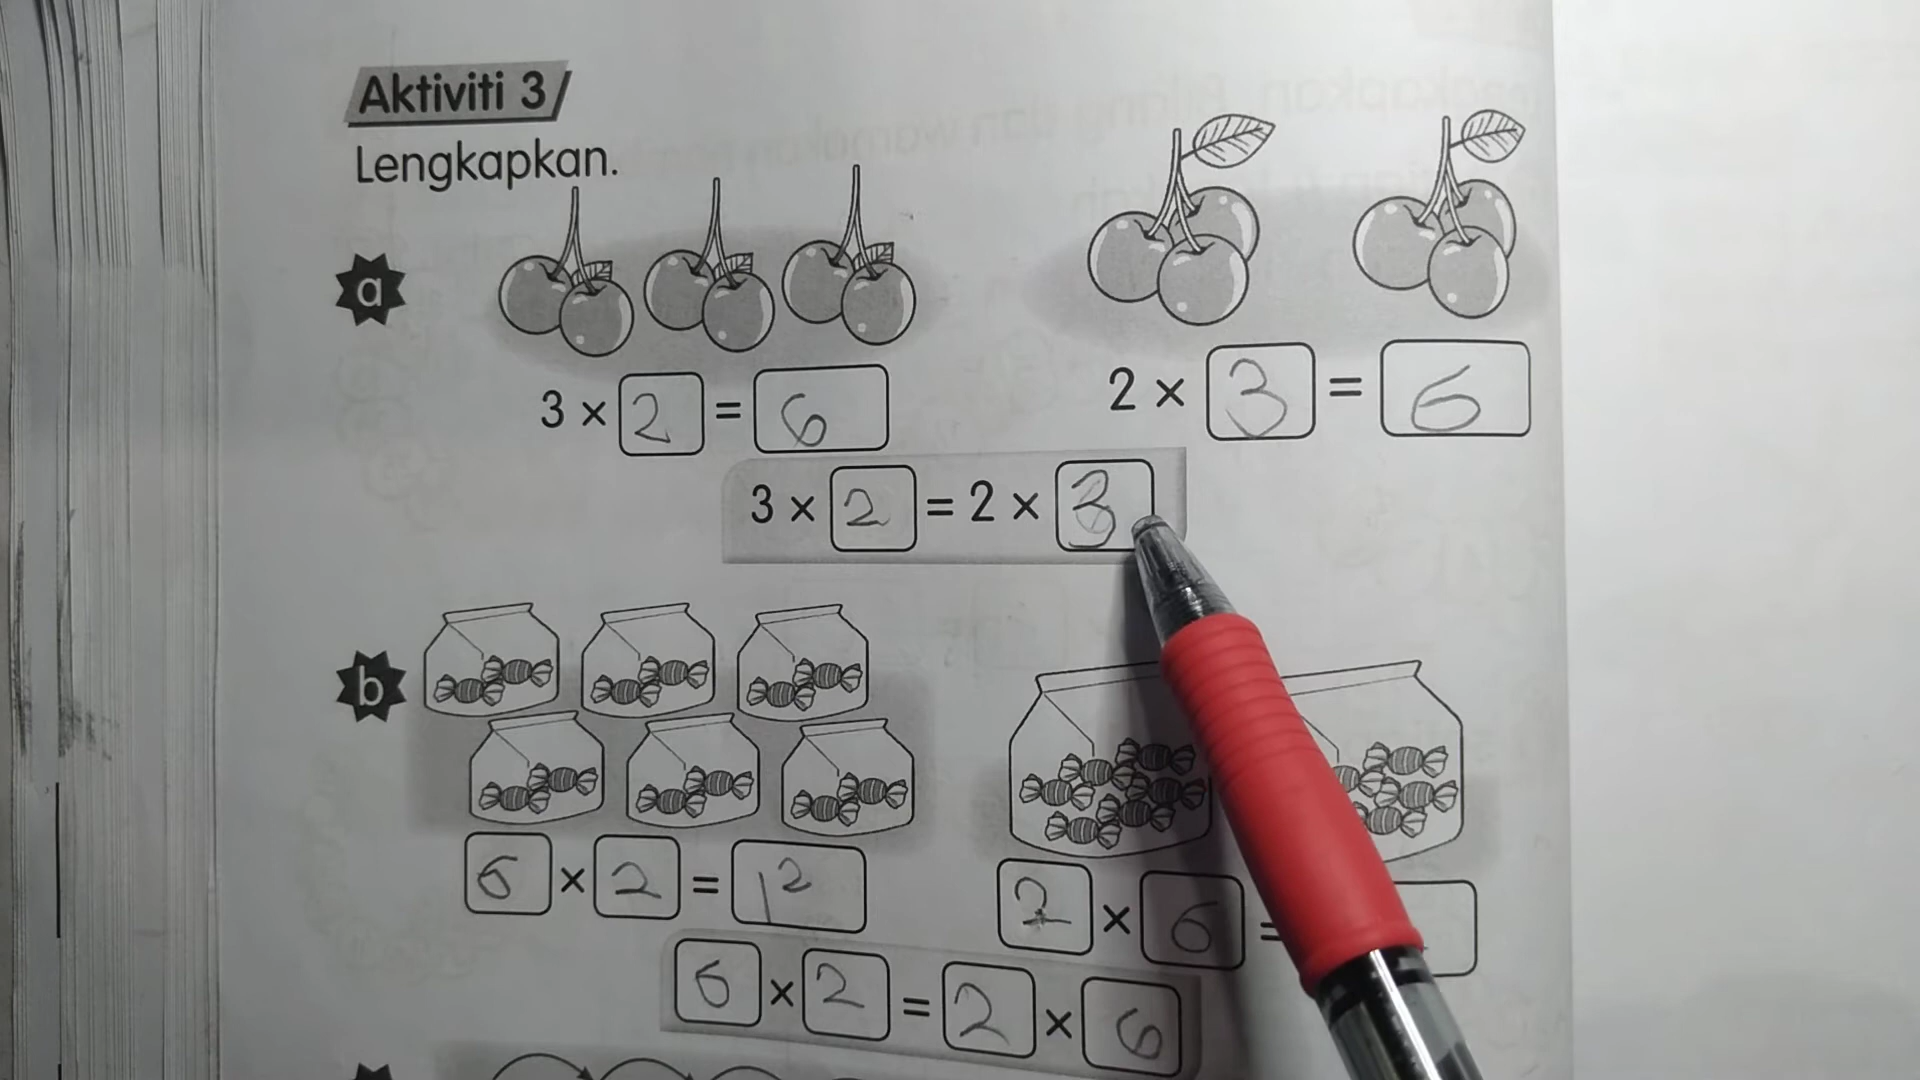 Aktiviti 3
Lengkapkan.
a
3 × 2 = 6
2 × 3 = 6
3 × 2 = 2 × 3
b
6 × 2 = 12
2 × 6 =
6 × 2 = 2 × 6